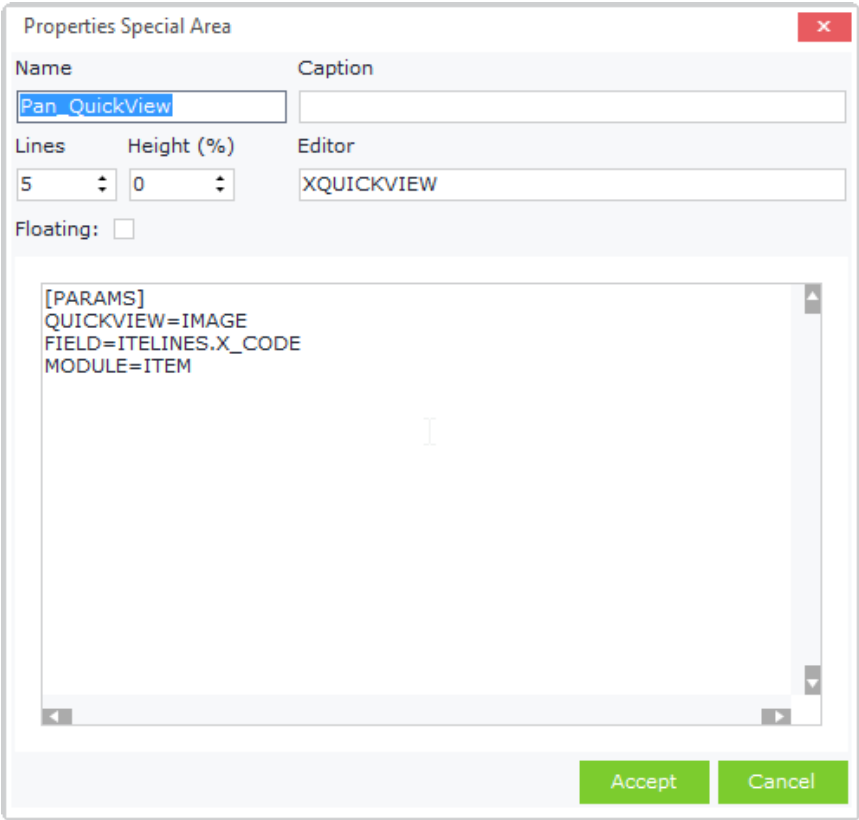 Properties Special Area
Name Caption
Pan_QuickView
Lines Height (%) Editor
5 0 XQUICKVIEW
Floating:
[PARAMS]
QUICKVIEW=IMAGE
FIELD=ITELINES.X_CODE
MODULE=ITEM
Accept Cancel